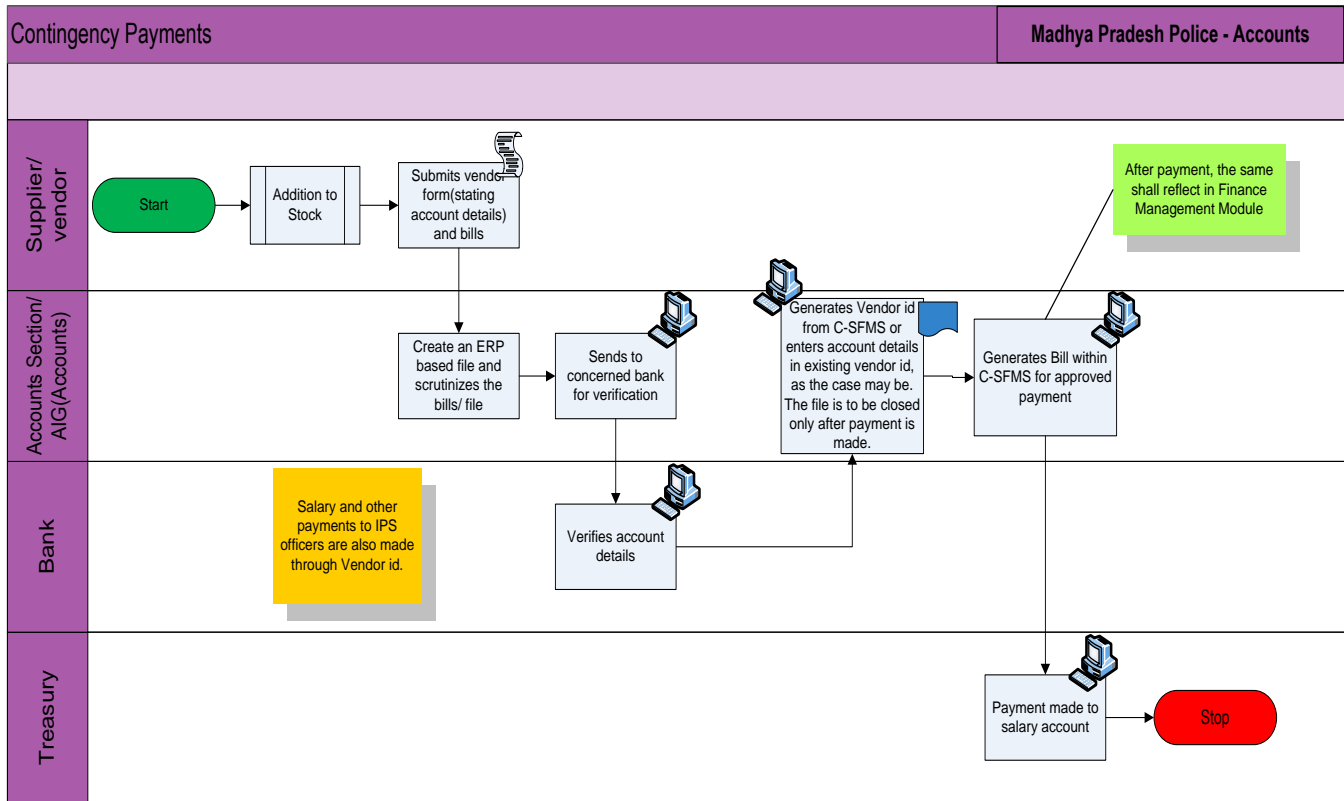 Contingency Payments
Madhya Pradesh Police - Accounts
Supplier/
vendor
Start
Addition to
Stock
Submits vendor
form(stating
account details)
and bills
After payment, the same
shall reflect in Finance
Management Module
Accounts Section/
AIG(Accounts)
Create an ERP
based file and
scrutinizes the
bills/ file
Sends to
concerned bank
for verification
Generates Vendor id
from C-SFMS or
enters account details
in existing vendor id,
as the case may be.
The file is to be closed
only after payment is
made.
Generates Bill within
C-SFMS for approved
payment
Bank
Salary and other
payments to IPS
officers are also made
through Vendor id.
Verifies account
details
Treasury
Payment made to
salary account
Stop